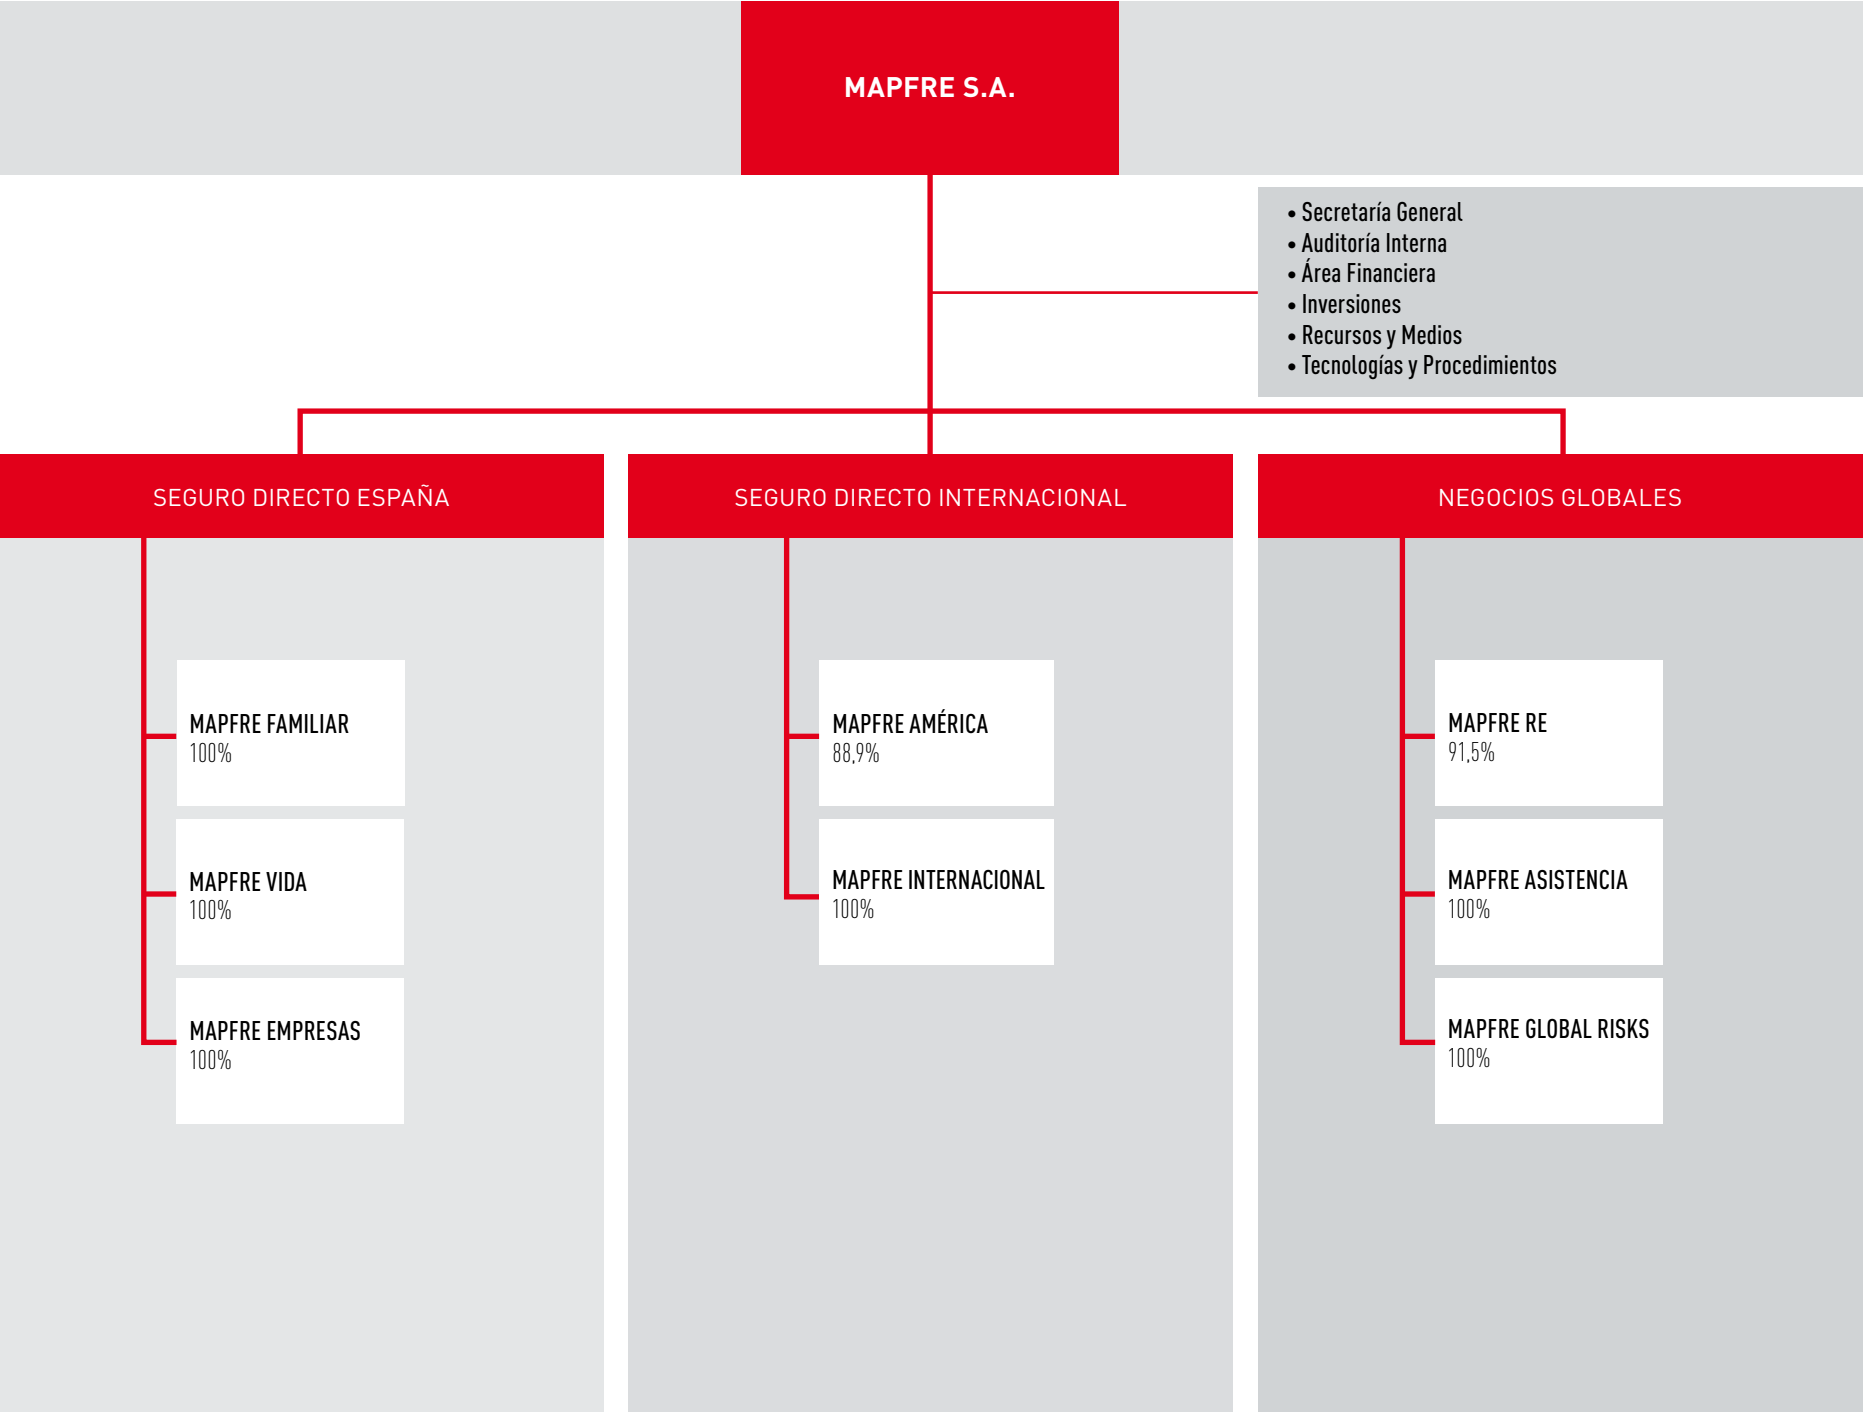 MAPFRE S.A.
• Secretaría General
• Auditoría Interna
• Área Financiera
• Inversiones
• Recursos y Medios
• Tecnologías y Procedimientos
SEGURO DIRECTO ESPAÑA
MAPFRE FAMILIAR
100%
MAPFRE VIDA
100%
MAPFRE EMPRESAS
100%
SEGURO DIRECTO INTERNACIONAL
MAPFRE AMÉRICA
88,9%
MAPFRE INTERNACIONAL
100%
NEGOCIOS GLOBALES
MAPFRE RE
91,5%
MAPFRE ASISTENCIA
100%
MAPFRE GLOBAL RISKS
100%